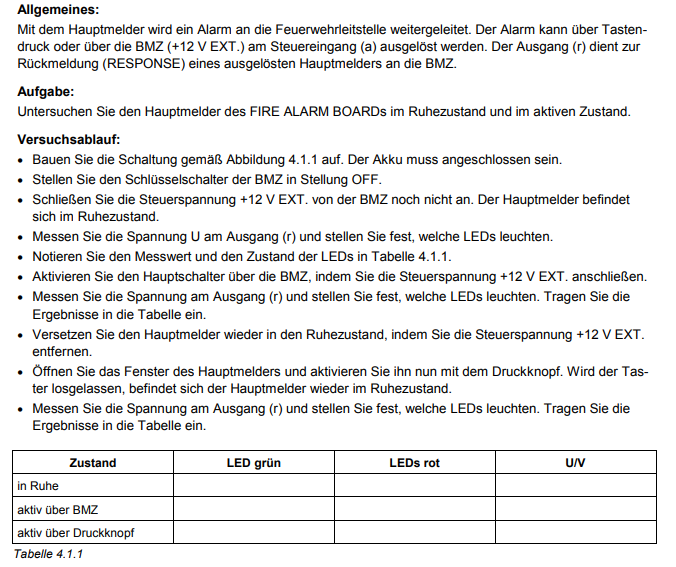 Allgemeines:
Mit dem Hauptmelder wird ein Alarm an die Feuerwehrleitstelle weitergeleitet. Der Alarm kann über Tasten-
druck oder über die BMZ (+12 V EXT.) am Steuereingang (a) ausgelöst werden. Der Ausgang (r) dient zur
Rückmeldung (RESPONSE) eines ausgelösten Hauptmelders an die BMZ.
Aufgabe:
Untersuchen Sie den Hauptmelder des FIRE ALARM BOARDs im Ruhezustand und im aktiven Zustand.
Versuchsablauf:
• Bauen Sie die Schaltung gemäß Abbildung 4.1.1 auf. Der Akku muss angeschlossen sein.
• Stellen Sie den Schlüsselschalter der BMZ in Stellung OFF.
• Schließen Sie die Steuerspannung +12 V EXT. von der BMZ noch nicht an. Der Hauptmelder befindet
sich im Ruhezustand.
• Messen Sie die Spannung U am Ausgang (r) und stellen Sie fest, welche LEDs leuchten.
• Notieren Sie den Messwert und den Zustand der LEDs in Tabelle 4.1.1.
• Aktivieren Sie den Hauptschalter über die BMZ, indem Sie die Steuerspannung +12 V EXT. anschließen.
• Messen Sie die Spannung am Ausgang (r) und stellen Sie fest, welche LEDs leuchten. Tragen Sie die
Ergebnisse in die Tabelle ein.
• Versetzen Sie den Hauptmelder wieder in den Ruhezustand, indem Sie die Steuerspannung +12 V EXT.
entfernen.
• Öffnen Sie das Fenster des Hauptmelders und aktivieren Sie ihn nun mit dem Druckknopf. Wird der Tas-
ter losgelassen, befindet sich der Hauptmelder wieder im Ruhezustand.
• Messen Sie die Spannung am Ausgang (r) und stellen Sie fest, welche LEDs leuchten. Tragen Sie die
Ergebnisse in die Tabelle ein.
Zustand LED grün LEDs rot U/V
in Ruhe
aktiv über BMZ
aktiv über Druckknopf
Tabelle 4.1.1